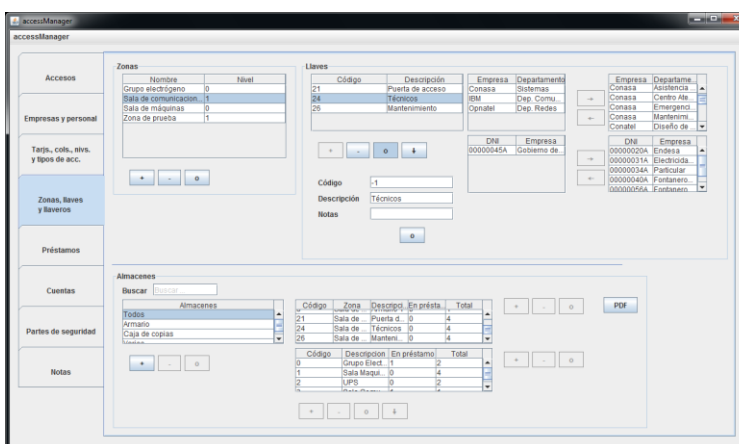 accessManager
accessManager
Accesos
Empresas y personal
Tarjs., cols., nivs.
y tipos de acc.
Zonas, llaves
y llaveros
Préstamos
Cuentas
Partes de seguridad
Notas
Zonas
Nombre Nivel
Grupo electrógeno 0
Sala de comunicacion... 1
Sala de máquinas 0
Zona de prueba 1
+ - o
Llaves
Código Descripción
21 Puerta de acceso
24 Técnicos
26 Mantenimiento
+ - o ⬇
Código -1
Descripción Técnicos
Notas
o
Empresa Departamento
Conasa Sistemas
IBM Dep. Comu...
Opnatel Dep. Redes
DNI Empresa
00000045A Gobierno de...
→
←
→
←
Empresa Departame...
Conasa Asistencia ...
Conasa Centro Ate...
Conasa Emergenci...
Conasa Mantenimi...
Conatel Diseño de ...
DNI Empresa
00000020A Endesa
00000031A Electricida...
00000034A Particular
00000040A Fontanero...
00000056A Fontanero
Almacenes
Buscar Buscar...
Almacenes
Todos
Armario
Caja de copias
+ - o
Código Zona Descripci... En présta... Total
21 Sala de ... Puerta d... 0 4
24 Sala de ... Técnicos 0 4
26 Sala de ... Manteni... 0 4
+ - o
PDF
Código Descripcion En préstamo Total
0 Grupo Elect... 1 2
1 Sala Maqui... 0 4
2 UPS 0 2
+ - o
+ - o ⬇